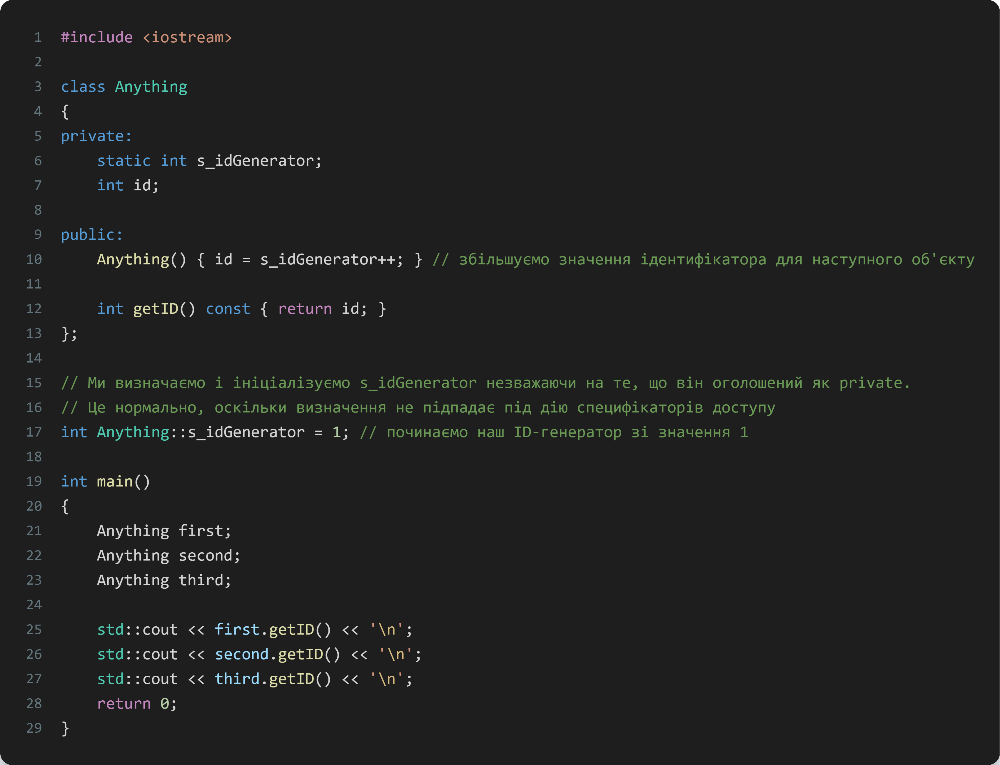 1 #include <iostream>
2
3 class Anything
4 {
5 private:
6     static int s_idGenerator;
7     int id;
8
9 public:
10     Anything() { id = s_idGenerator++; } // збільшуємо значення ідентифікатора для наступного об'єкту
11
12     int getID() const { return id; }
13 };
14
15 // Ми визначаємо і ініціалізуємо s_idGenerator незважаючи на те, що він оголошений як private.
16 // Це нормально, оскільки визначення не підпадає під дію специфікаторів доступу
17 int Anything::s_idGenerator = 1; // починаємо наш ID-генератор зі значення 1
18
19 int main()
20 {
21     Anything first;
22     Anything second;
23     Anything third;
24
25     std::cout << first.getID() << '\n';
26     std::cout << second.getID() << '\n';
27     std::cout << third.getID() << '\n';
28     return 0;
29 }